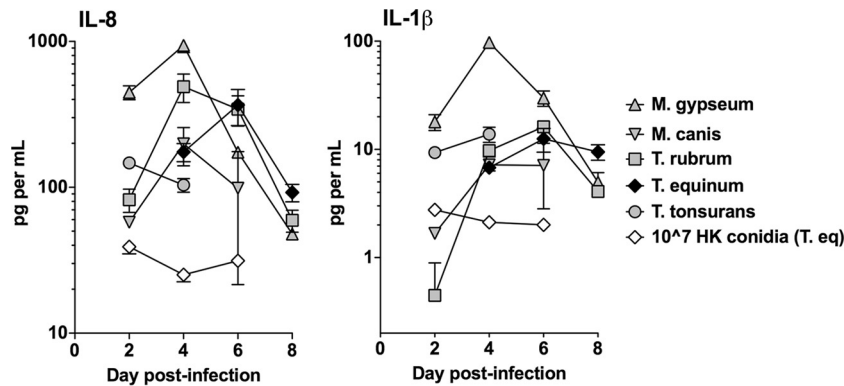 IL-8
1000
100
10
pg per mL
0 2 4 6 8
Day post-infection
IL-1β
100
10
1
pg per mL
0 2 4 6 8
Day post-infection
M. gypseum
M. canis
T. rubrum
T. equinum
T. tonsurans
10^7 HK conidia (T. eq)